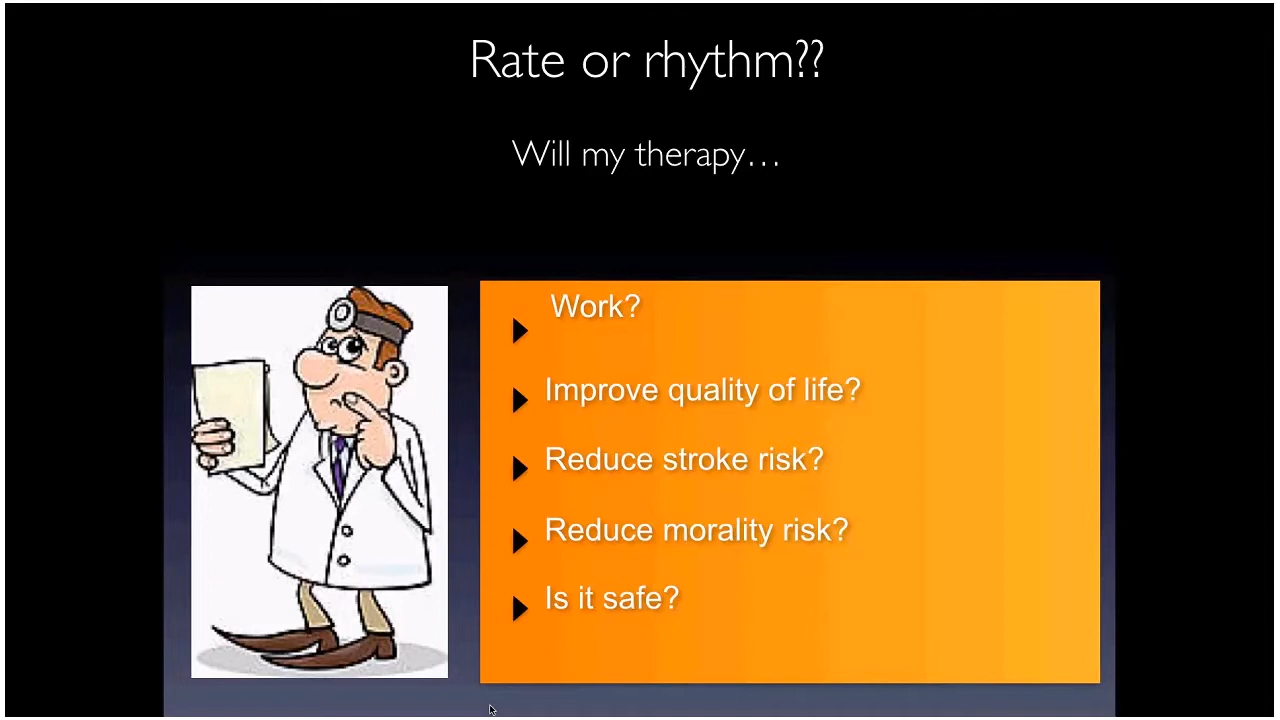 Rate or rhythm??
Will my therapy…
Work?
Improve quality of life?
Reduce stroke risk?
Reduce morality risk?
Is it safe?